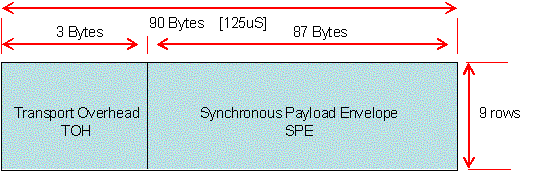 90 Bytes [125uS]
3 Bytes
87 Bytes
Transport Overhead
TOH
Synchronous Payload Envelope
SPE
9 rows